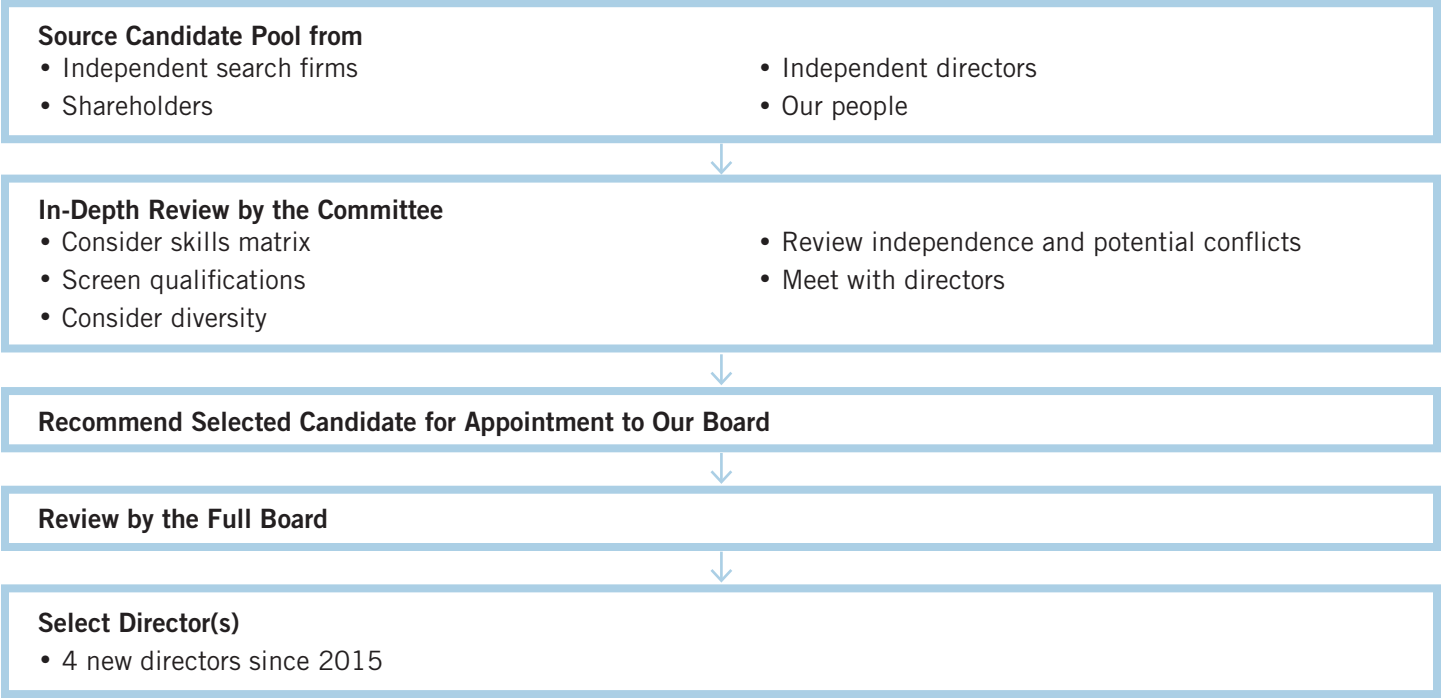 Source Candidate Pool from
• Independent search firms
• Shareholders
• Independent directors
• Our people
In-Depth Review by the Committee
• Consider skills matrix
• Screen qualifications
• Consider diversity
• Review independence and potential conflicts
• Meet with directors
Recommend Selected Candidate for Appointment to Our Board
Review by the Full Board
Select Director(s)
• 4 new directors since 2015